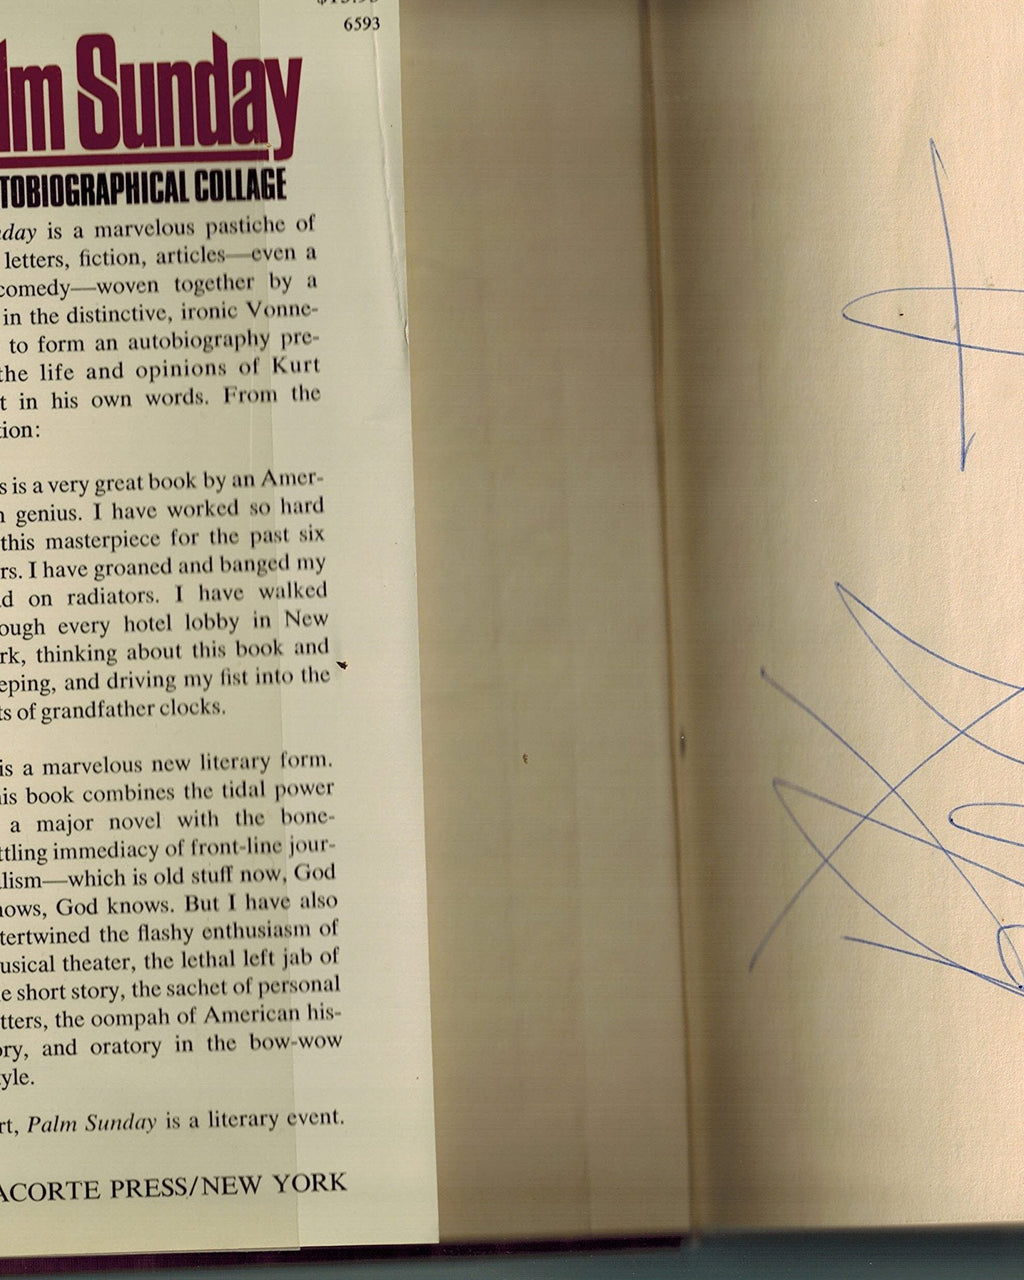 6593
lm Sunday
TOBIOGRAPHICAL COLLAGE
day is a marvelous pastiche of
letters, fiction, articles—even a
comedy—woven together by a
in the distinctive, ironic Vonne-
to form an autobiography pre-
the life and opinions of Kurt
t in his own words. From the
tion:
s is a very great book by an Amer-
n genius. I have worked so hard
this masterpiece for the past six
rs. I have groaned and banged my
d on radiators. I have walked
ough every hotel lobby in New
rk, thinking about this book and
eping, and driving my fist into the
ts of grandfather clocks.
is a marvelous new literary form.
is book combines the tidal power
a major novel with the bone-
ttling immediacy of front-line jour-
lism—which is old stuff now, God
nows, God knows. But I have also
tertwined the flashy enthusiasm of
usical theater, the lethal left jab of
e short story, the sachet of personal
tters, the oompah of American his-
ory, and oratory in the bow-wow
yle.
rt, Palm Sunday is a literary event.
ACORTE PRESS/NEW YORK